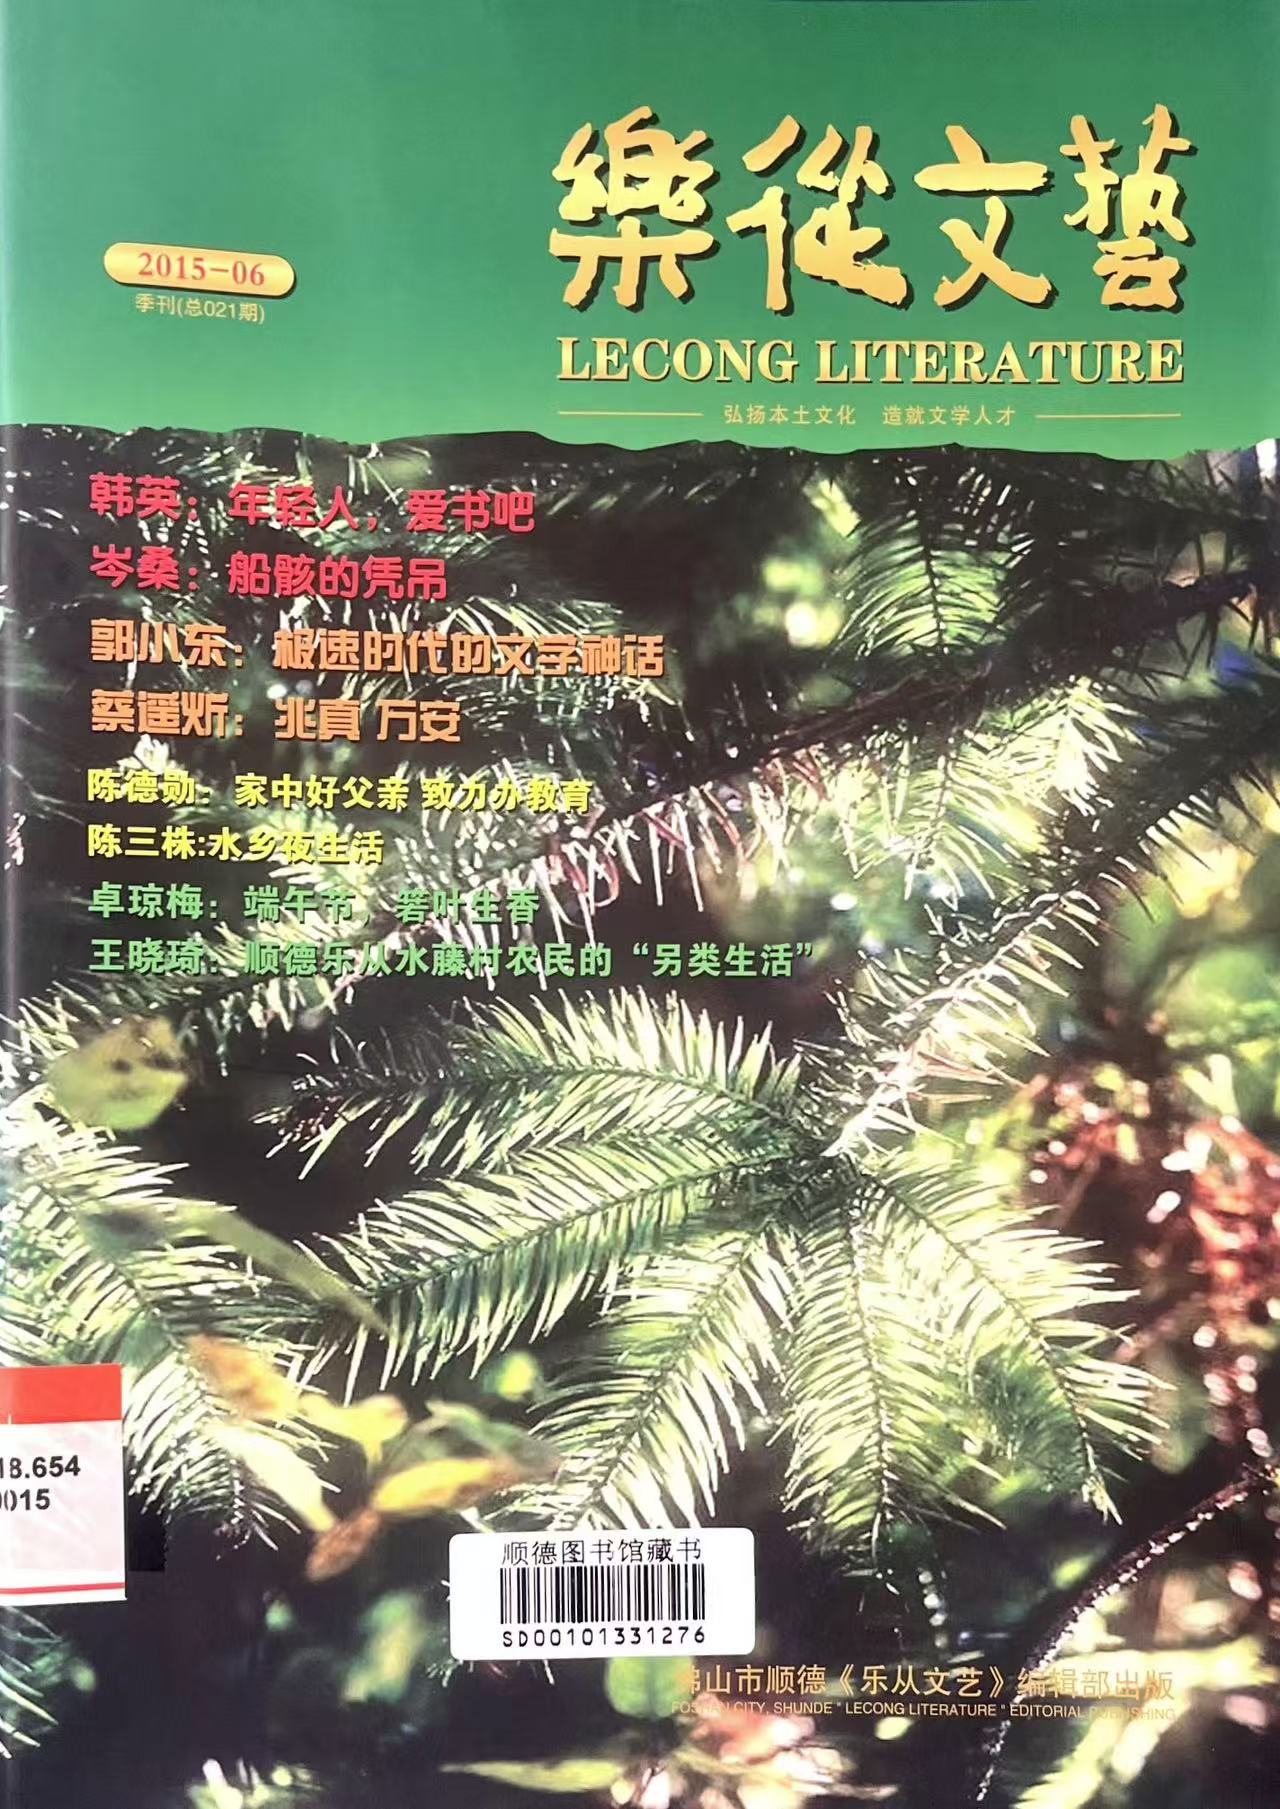 樂從文藝
2015-06
季刊(总021期)
LECONG LITERATURE
弘扬本土文化 造就文学人才
韩英：年轻人，爱书吧
岑桑：船骸的凭吊
郭小东：极速时代的文学神话
蔡遥炘：兆真 万安
陈德勋：家中好父亲 致力办教育
陈三株:水乡夜生活
卓琼梅：端午节，箬叶生香
王晓琦：顺德乐从水藤村农民的“另类生活”
18.654
0015
顺德图书馆藏书
SD00101331276
佛山市顺德《乐从文艺》编辑部出版
FOSHAN CITY, SHUNDE " LECONG LITERATURE " EDITORIAL PUBLISHING